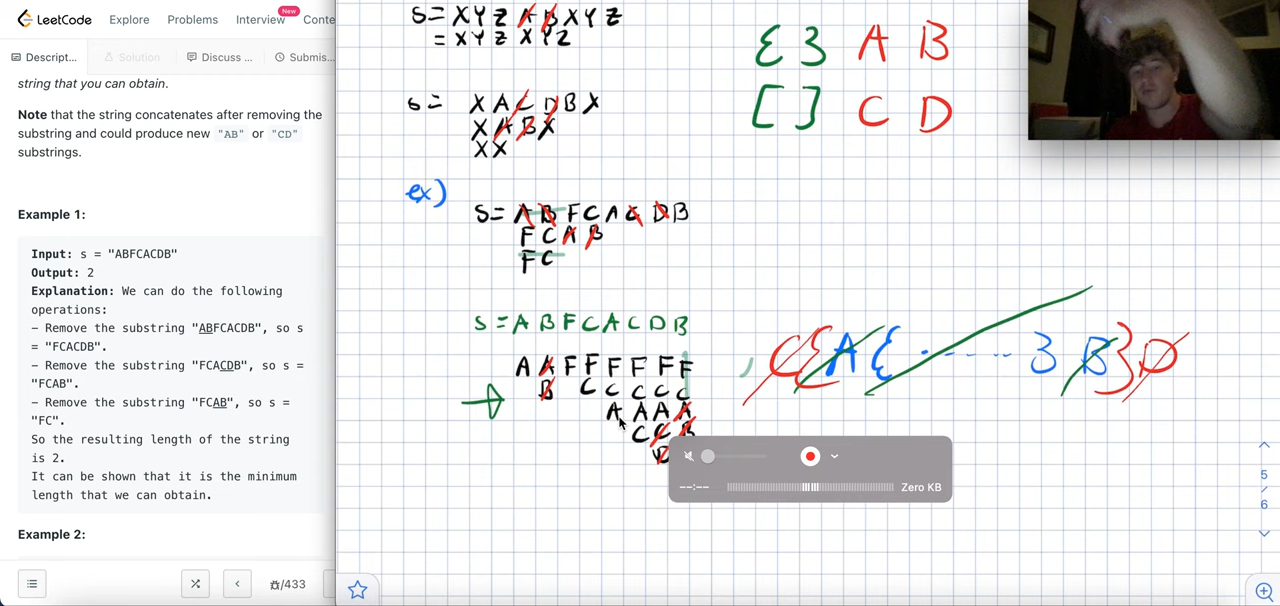 LeetCode Explore Problems Interview New Conte
Descript... Solution Discuss ... Submis...
string that you can obtain.
Note that the string concatenates after removing the
substring and could produce new "AB" or "CD"
substrings.
Example 1:
Input: s = "ABFCACDB"
Output: 2
Explanation: We can do the following
operations:
- Remove the substring "ABFCACDB", so s
= "FCACDB".
- Remove the substring "FCACDB", so s =
"FCAB".
- Remove the substring "FCAB", so s =
"FC".
So the resulting length of the string
is 2.
It can be shown that it is the minimum
length that we can obtain.
Example 2:
/433
S= X Y Z A B X Y Z
= X Y Z X Y Z
S= X A C D B X
X A B X
X X
ex)
S= A B F C A C D B
F C A B
F C
S= A B F C A C D B
A A F F F F F F
B C C C C C
A A A A
C C B
D
{ } A B
[ ] C D
C { A { ...... } B } D
--:-- Zero KB
5
/
6